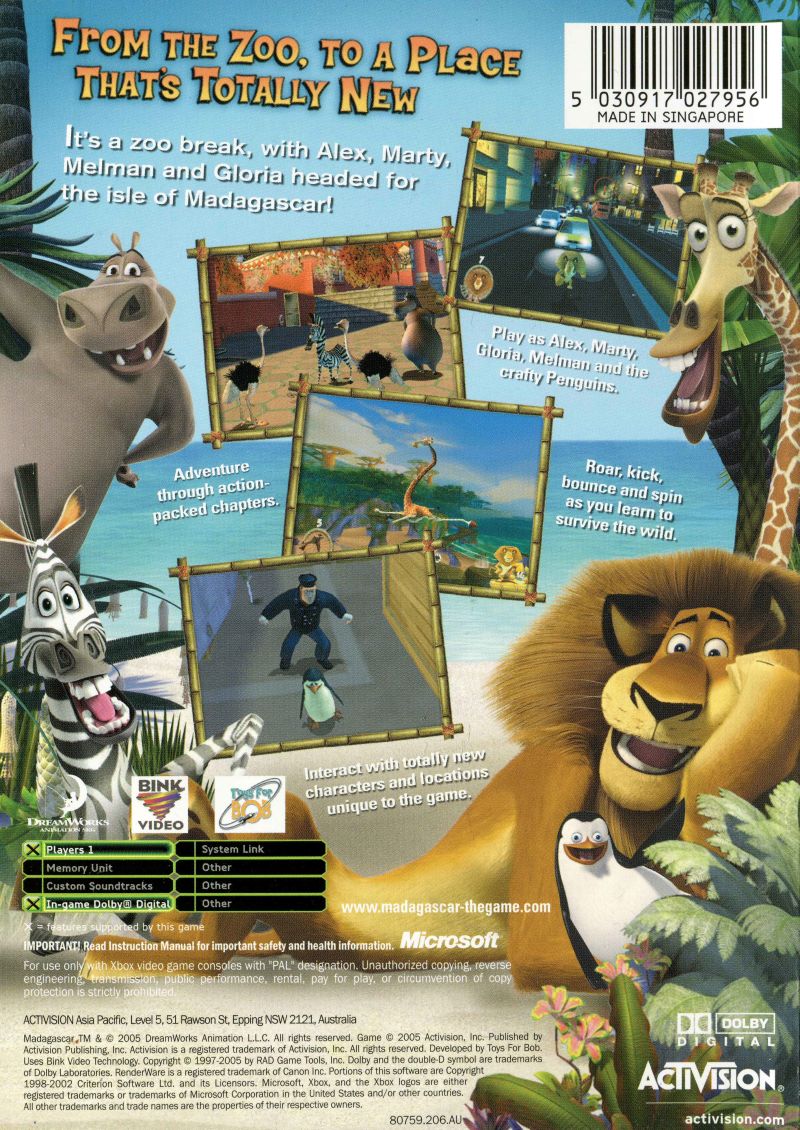 FROM THE ZOO, TO A PLACE
THAT'S TOTALLY NEW
5 030917 027956
MADE IN SINGAPORE
It's a zoo break, with Alex, Marty,
Melman and Gloria headed for
the isle of Madagascar!
7
Play as Alex, Marty,
Gloria, Melman and the
crafty Penguins.
Adventure
through action-
packed chapters.
Roar, kick,
bounce and spin
as you learn to
survive the wild.
5
Interact with totally new
characters and locations
unique to the game.
DREAMWORKS
ANIMATION SKG
BINK
VIDEO
TOYS FOR
BOB
X Players 1
System Link
Memory Unit
Other
Custom Soundtracks
Other
X In-game Dolby® Digital
Other
X = features supported by this game
www.madagascar-thegame.com
IMPORTANT! Read Instruction Manual for important safety and health information. Microsoft
For use only with Xbox video game consoles with "PAL" designation. Unauthorized copying, reverse
engineering, transmission, public performance, rental, pay for play, or circumvention of copy
protection is strictly prohibited.
ACTIVISION Asia Pacific, Level 5, 51 Rawson St, Epping NSW 2121, Australia
Madagascar TM & © 2005 DreamWorks Animation L.L.C. All rights reserved. Game © 2005 Activision, Inc. Published by
Activision Publishing, Inc. Activision is a registered trademark of Activision, Inc. All rights reserved. Developed by Toys For Bob.
Uses Bink Video Technology. Copyright © 1997-2005 by RAD Game Tools, Inc. Dolby and the double-D symbol are trademarks
of Dolby Laboratories. RenderWare is a registered trademark of Canon Inc. Portions of this software are Copyright
1998-2002 Criterion Software Ltd. and its Licensors. Microsoft, Xbox, and the Xbox logos are either
registered trademarks or trademarks of Microsoft Corporation in the United States and/or other countries.
All other trademarks and trade names are the properties of their respective owners.
80759.206.AU
DOLBY
DIGITAL
ACTIVISION®
activision.com